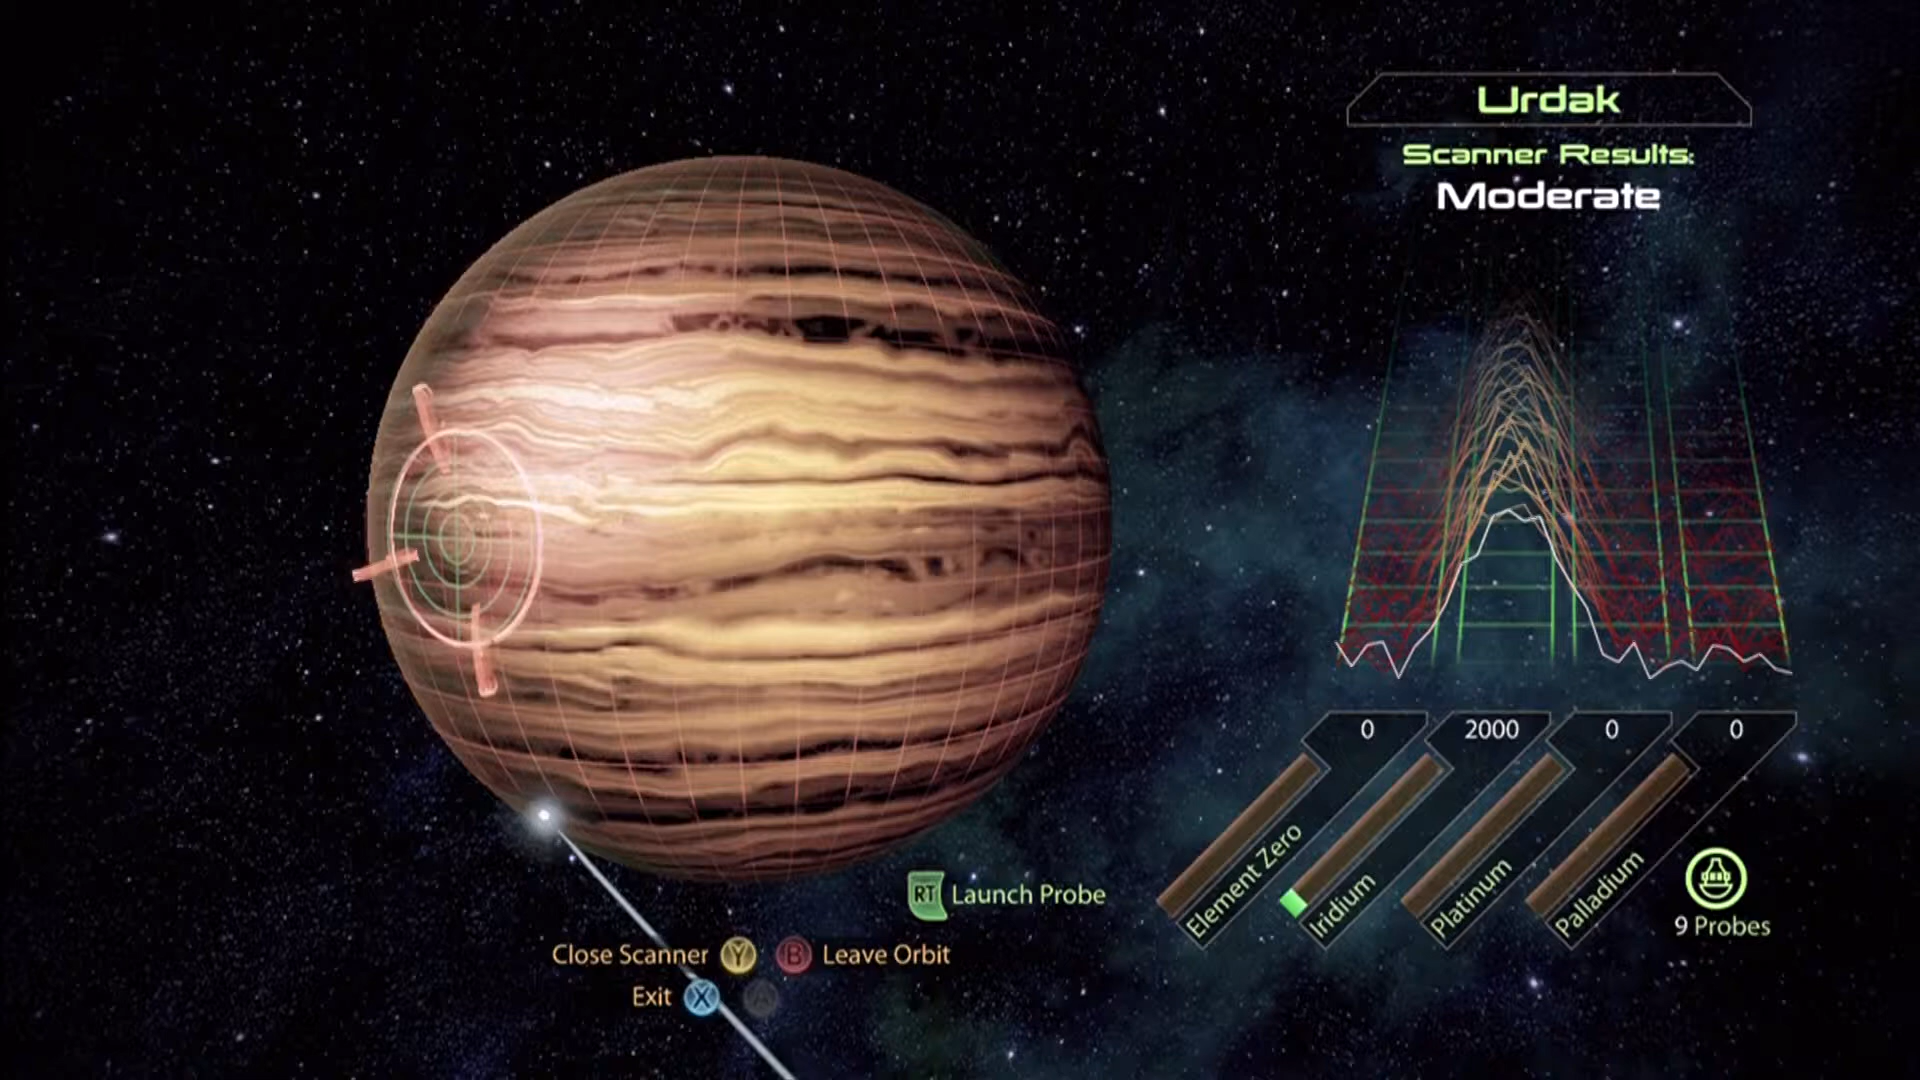 Urdak
Scanner Results:
Moderate
0 2000 0 0
Element Zero
Iridium
Platinum
Palladium
9 Probes
RT Launch Probe
Close Scanner Y B Leave Orbit
Exit X A